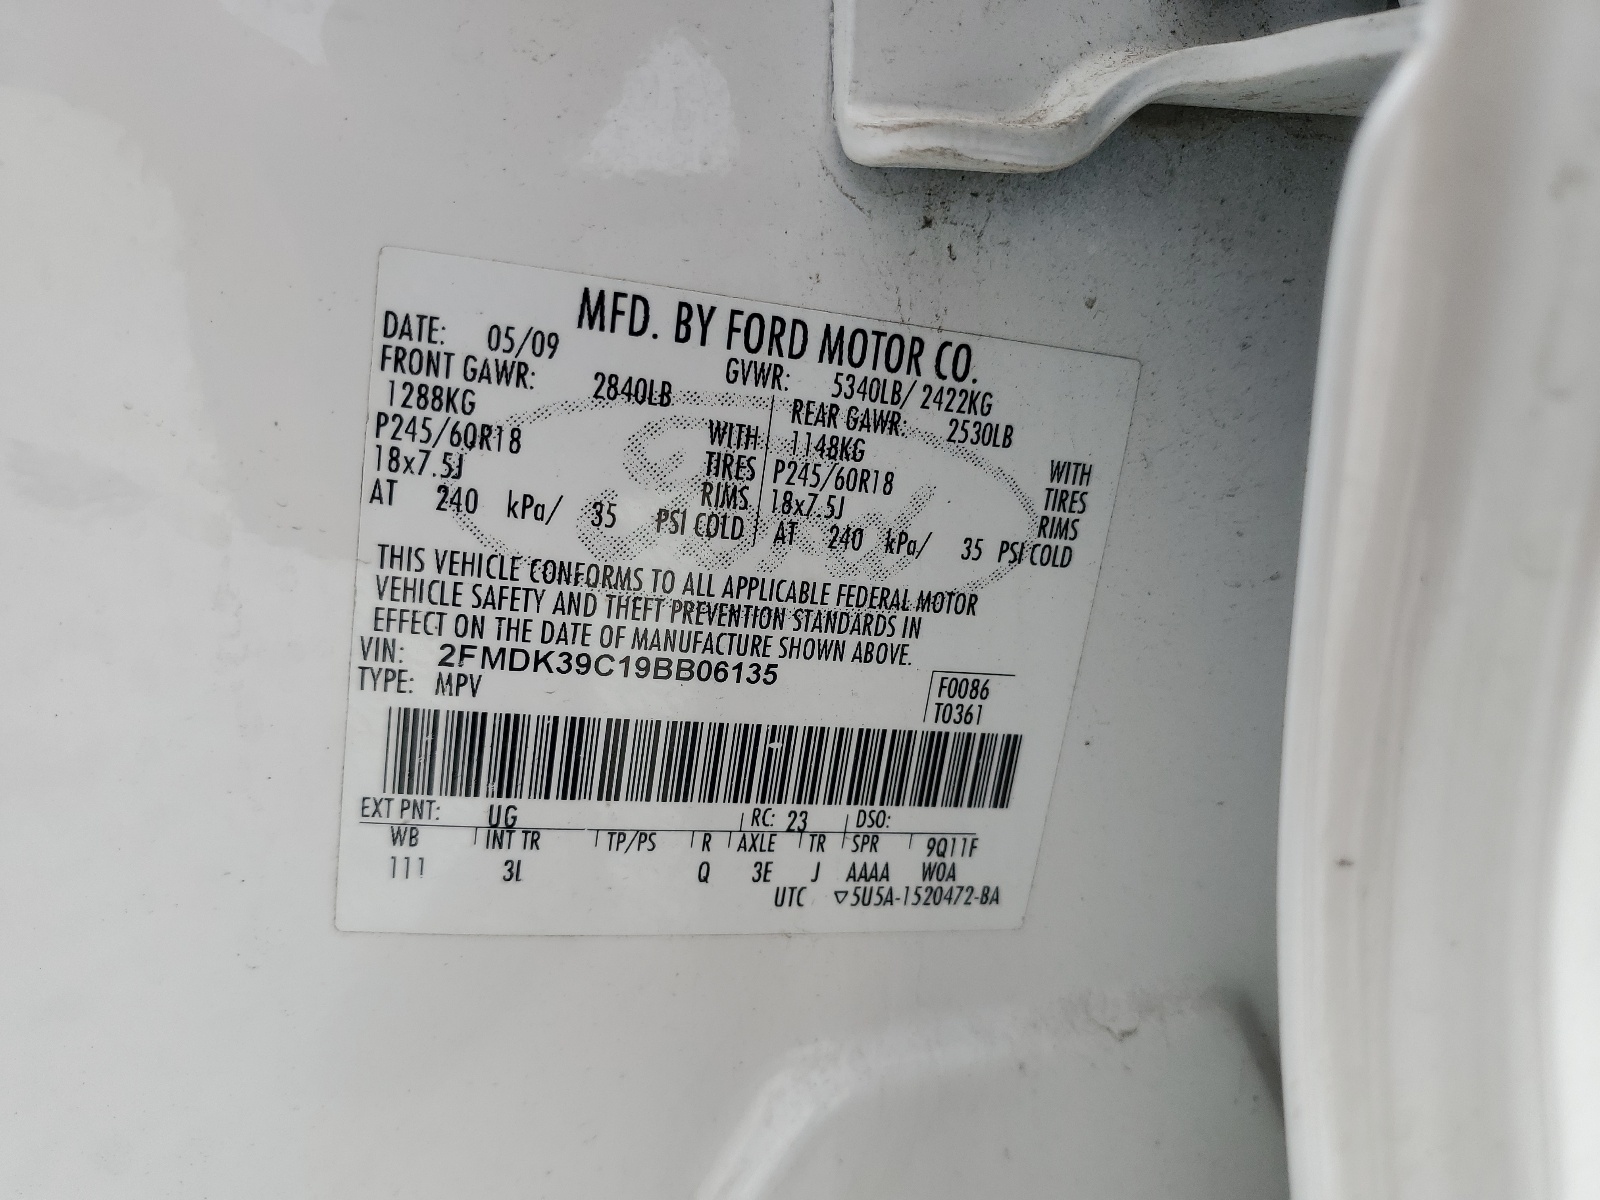 MFD. BY FORD MOTOR CO.
DATE: 05/09 GVWR: 5340LB/ 2422KG
FRONT GAWR: 2840LB REAR GAWR: 2530LB
1288KG WITH 1148KG WITH
P245/60R18 TIRES P245/60R18 TIRES
18x7.5J RIMS 18x7.5J RIMS
AT 240 kPa/ 35 PSI COLD AT 240 kPa/ 35 PSI COLD
THIS VEHICLE CONFORMS TO ALL APPLICABLE FEDERAL MOTOR
VEHICLE SAFETY AND THEFT PREVENTION STANDARDS IN
EFFECT ON THE DATE OF MANUFACTURE SHOWN ABOVE.
VIN: 2FMDK39C19BB06135
TYPE: MPV F0086
T0361
EXT PNT: UG RC: 23 DSO:
WB INT TR TP/PS R AXLE TR SPR 9Q11F
111 3L Q 3E J AAAA W0A
UTC ▽5U5A-1520472-BA